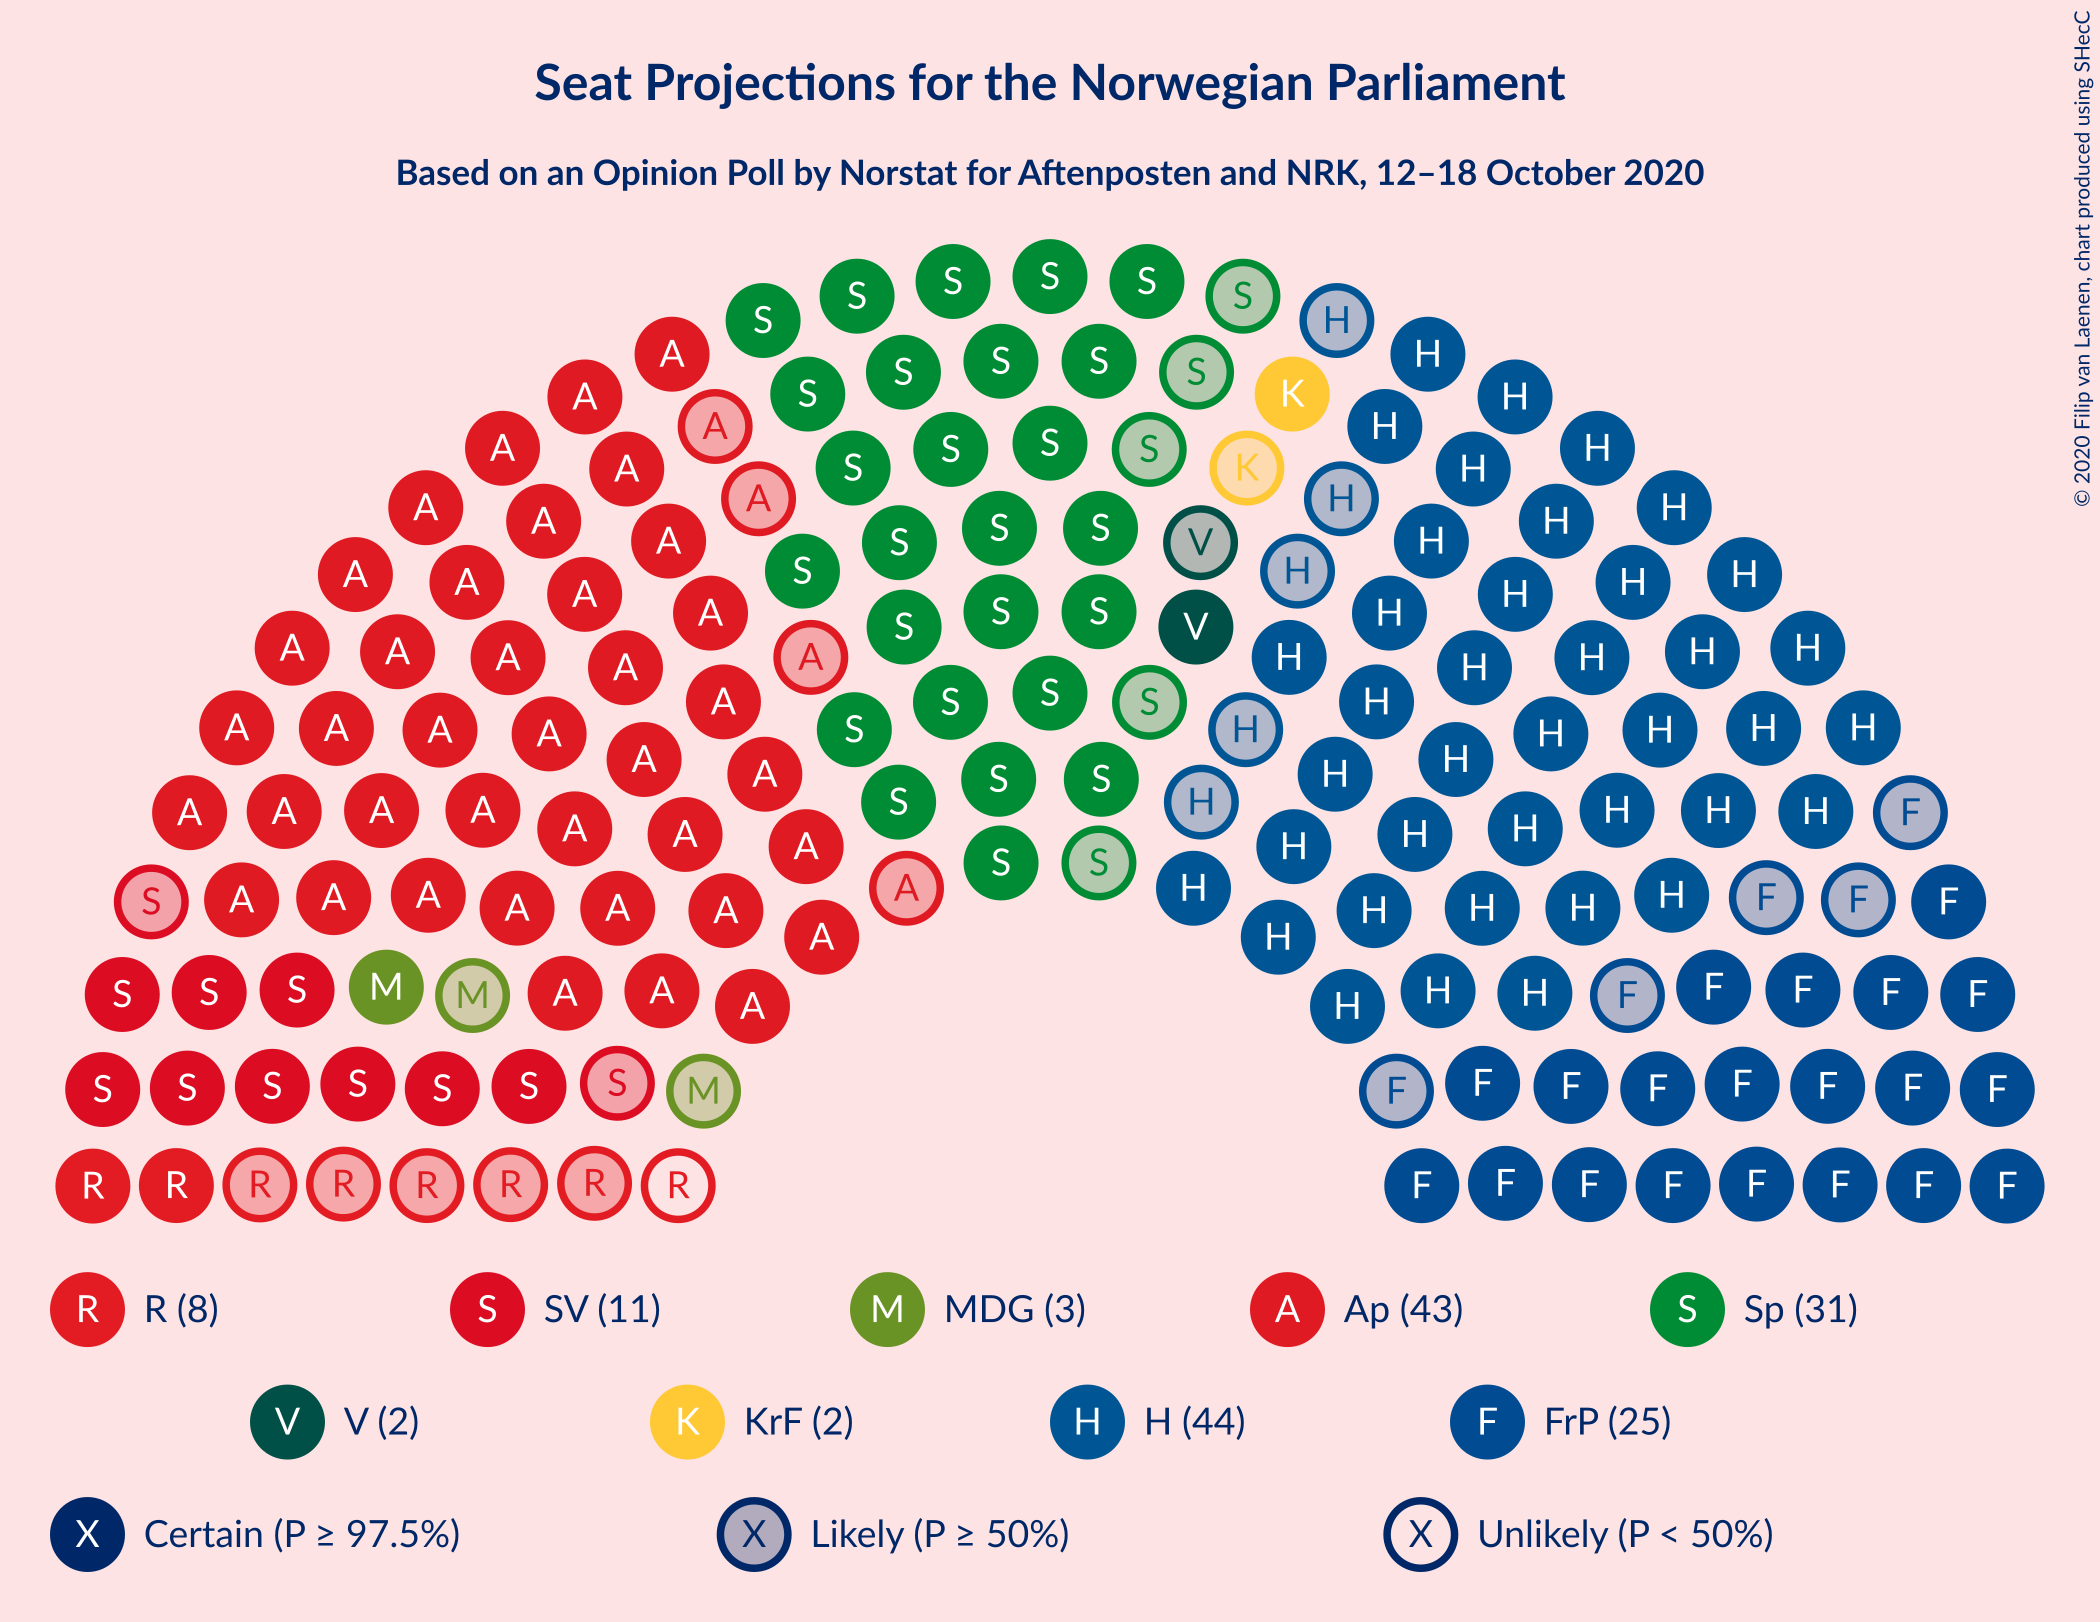 © 2020 Filip van Laenen, chart produced using SHecC
Seat Projections for the Norwegian Parliament
Based on an Opinion Poll by Norstat for Aftenposten and NRK, 12–18 October 2020
S S S S S S H
A S S S S H
A S K H
A A S S S H H
A S K H
A A H H
A A S S S V H H
A A A S H H H H
A S S S V H
A A A A A H H H H H
A S S S H
A A A A S H H H H H
A A S S H H
A A A A A A S H H H H H H F
A S S H
S A A A A A A A H H H H H F F F
A H
S S S M M A A A H H H F F F F F
S S S S S S S M F F F F F F F F
R R R R R R R R F F F F F F F F
R R (8) S SV (11) M MDG (3) A Ap (43) S Sp (31)
V V (2) K KrF (2) H H (44) F FrP (25)
X Certain (P ≥ 97.5%) X Likely (P ≥ 50%) X Unlikely (P < 50%)